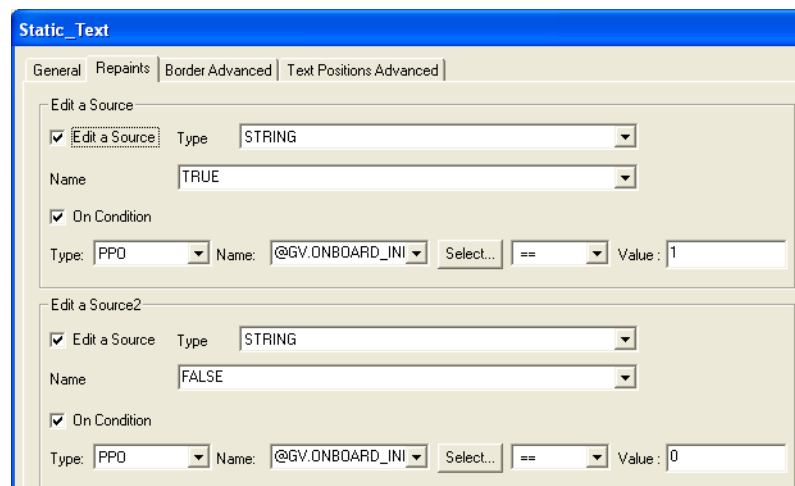 Static_Text
General Repaints Border Advanced Text Positions Advanced
Edit a Source
Edit a Source Type STRING
Name TRUE
On Condition
Type: PPO Name: @GV.ONBOARD_INI Select... == Value : 1
Edit a Source2
Edit a Source Type STRING
Name FALSE
On Condition
Type: PPO Name: @GV.ONBOARD_INI Select... == Value : 0